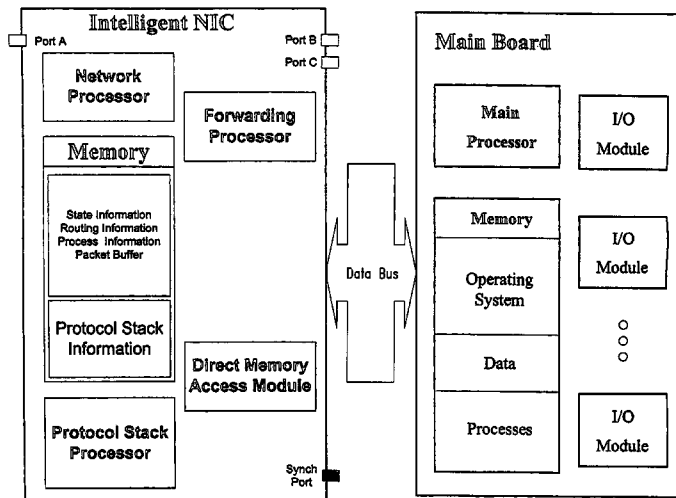 Intelligent NIC
Port A
Port B
Port C
Network
Processor
Forwarding
Processor
Memory
State Information
Routing Information
Process Information
Packet Buffer
Protocol Stack
Information
Direct Memory
Access Module
Protocol Stack
Processor
Synch
Port
Data Bus
Main Board
Main
Processor
I/O
Module
Memory
Operating
System
Data
Processes
I/O
Module
I/O
Module